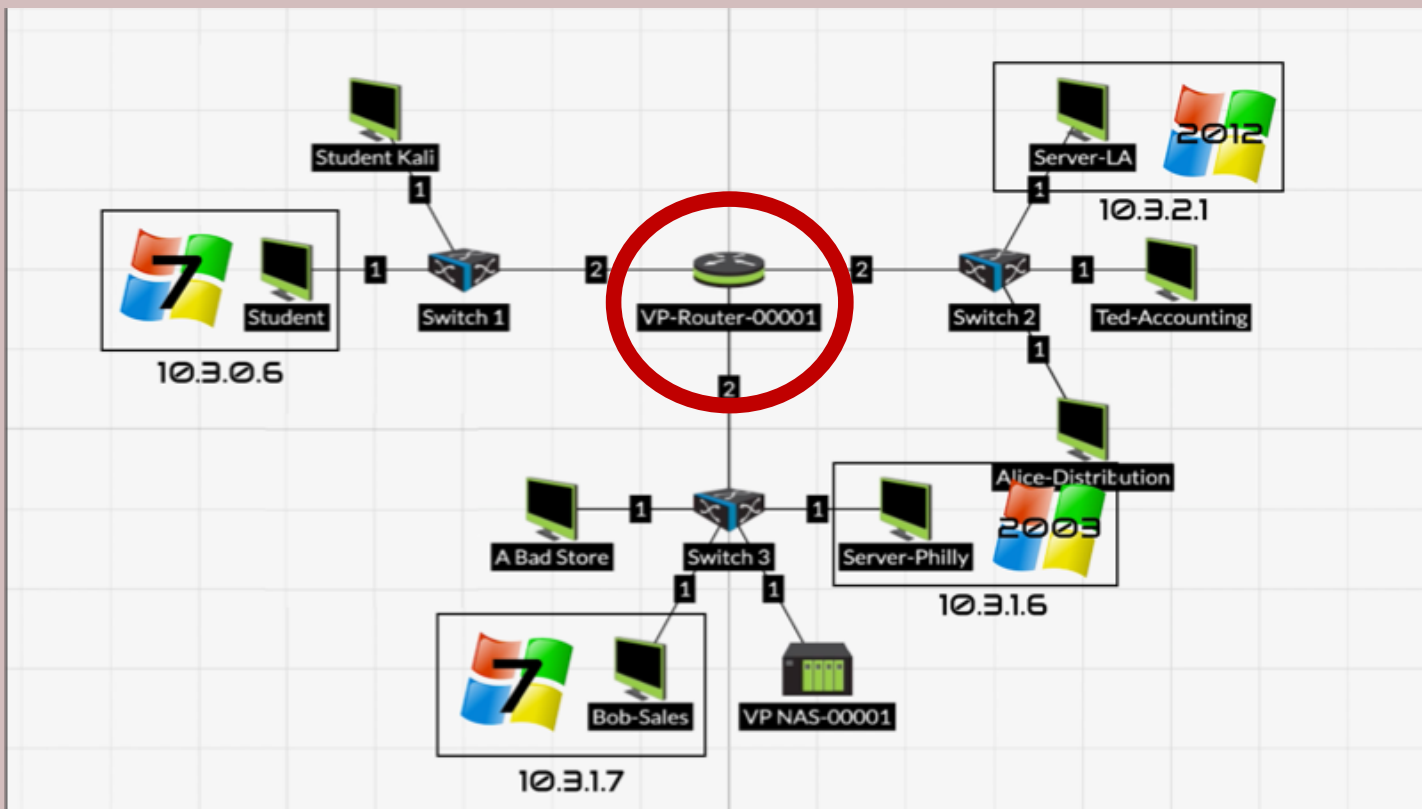 Student Kali
1
2012
Server-LA
1
10.3.2.1
7
Student
1
Switch 1
2
VP-Router-00001
2
Switch 2
1
Ted-Accounting
10.3.0.6
1
2
Alice-Distribution
A Bad Store
1
Switch 3
1
Server-Philly
2003
10.3.1.6
1
1
7
Bob-Sales
VP NAS-00001
10.3.1.7